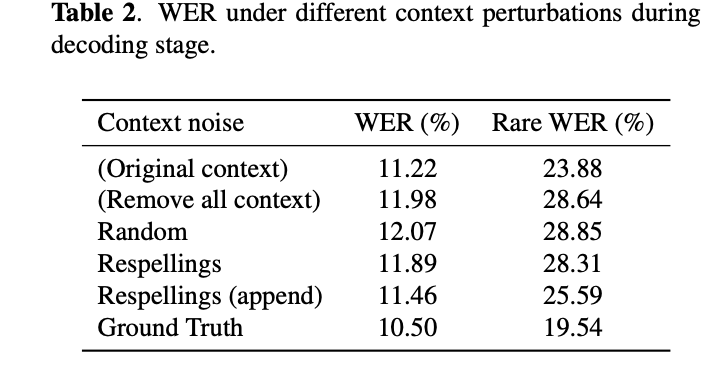 Table 2. WER under different context perturbations during
decoding stage.
Context noise WER (%) Rare WER (%)
(Original context) 11.22 23.88
(Remove all context) 11.98 28.64
Random 12.07 28.85
Respellings 11.89 28.31
Respellings (append) 11.46 25.59
Ground Truth 10.50 19.54